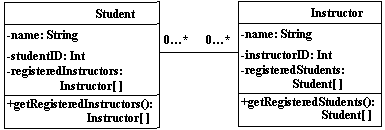 Student
-name: String
-studentID: Int
-registeredInstructors:
Instructor[ ]
+getRegisteredInstructors():
Instructor[ ]
0...*
0...*
Instructor
-name: String
-instructorID: Int
-registeredStudents:
Student[ ]
+getRegisteredStudents():
Student[ ]